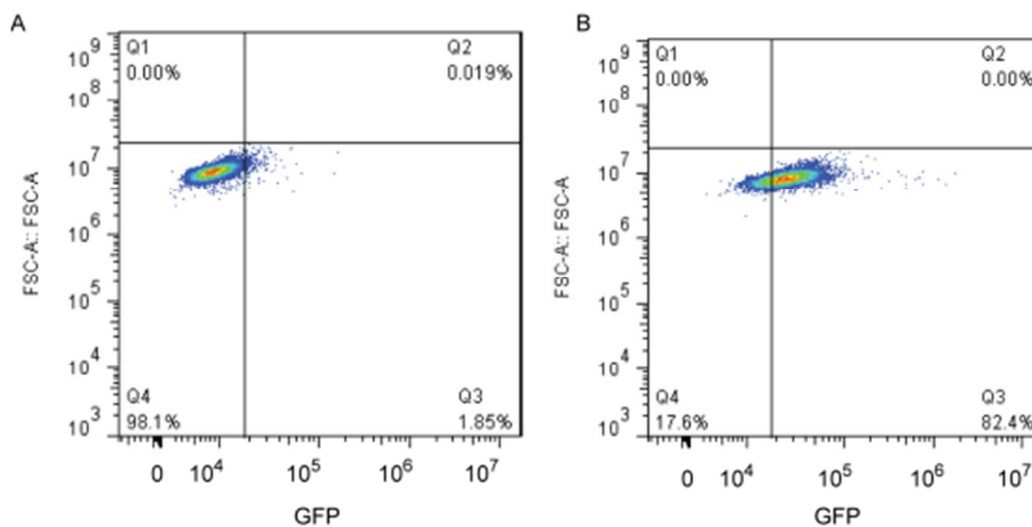 A
Q1
0.00%
Q2
0.019%
Q4
98.1%
Q3
1.85%
10^9
10^8
10^7
10^6
10^5
10^4
10^3
FSC-A:: FSC-A
0 10^4 10^5 10^6 10^7
GFP
B
Q1
0.00%
Q2
0.00%
Q4
17.6%
Q3
82.4%
10^9
10^8
10^7
10^6
10^5
10^4
10^3
FSC-A:: FSC-A
0 10^4 10^5 10^6 10^7
GFP